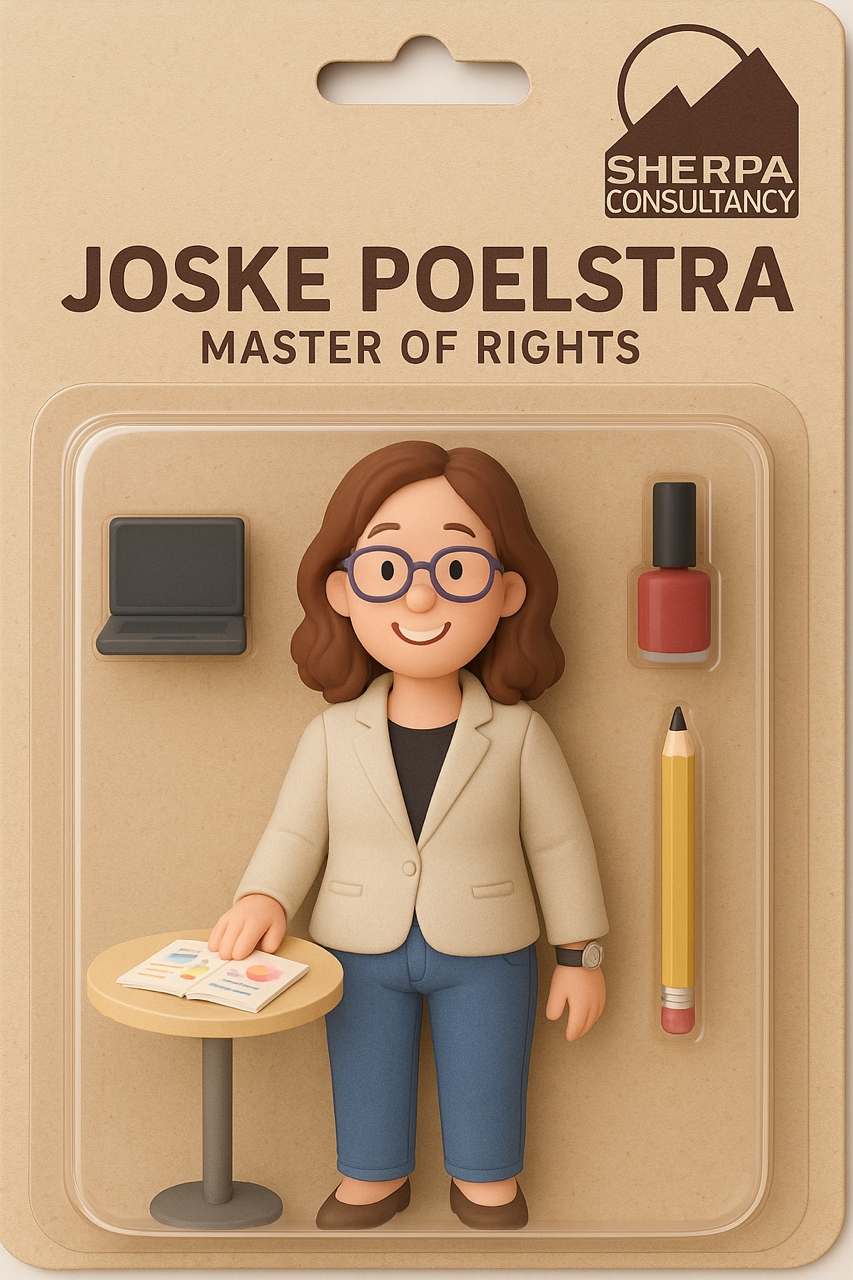 SHERPA
CONSULTANCY
JOSKE POELSTRA
MASTER OF RIGHTS